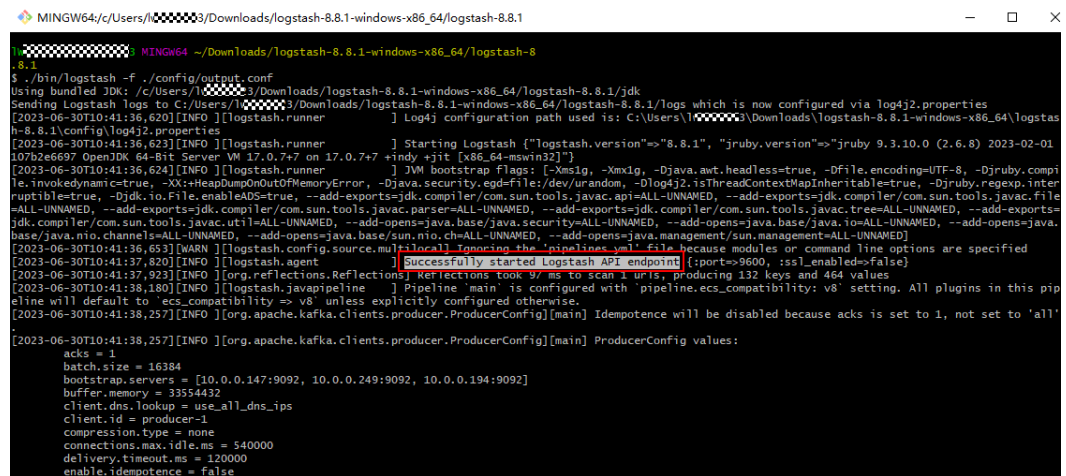 MINGW64:/c/Users/lw3/Downloads/logstash-8.8.1-windows-x86_64/logstash-8.8.1
lw3 MINGW64 ~/Downloads/logstash-8.8.1-windows-x86_64/logstash-8
.8.1
$ ./bin/logstash -f ./config/output.conf
Using bundled JDK: /c/Users/l3/Downloads/logstash-8.8.1-windows-x86_64/logstash-8.8.1/jdk
Sending Logstash logs to C:/Users/l3/Downloads/logstash-8.8.1-windows-x86_64/logstash-8.8.1/logs which is now configured via log4j2.properties
[2023-06-30T10:41:36,620][INFO ][logstash.runner          ] Log4j configuration path used is: C:\Users\l3\Downloads\logstash-8.8.1-windows-x86_64\logstas
h-8.8.1\config\log4j2.properties
[2023-06-30T10:41:36,623][INFO ][logstash.runner          ] Starting Logstash {"logstash.version"=>"8.8.1", "jruby.version"=>"jruby 9.3.10.0 (2.6.8) 2023-02-01
107b2e6697 OpenJDK 64-Bit Server VM 17.0.7+7 on 17.0.7+7 +indy +jit [x86_64-mswin32]"}
[2023-06-30T10:41:36,624][INFO ][logstash.runner          ] JVM bootstrap flags: [-Xms1g, -Xmx1g, -Djava.awt.headless=true, -Dfile.encoding=UTF-8, -Djruby.compi
le.invokedynamic=true, -XX:+HeapDumpOnOutOfMemoryError, -Djava.security.egd=file:/dev/urandom, -Dlog4j2.isThreadContextMapInheritable=true, -Djruby.regexp.inter
ruptible=true, -Djdk.io.File.enableADS=true, --add-exports=jdk.compiler/com.sun.tools.javac.api=ALL-UNNAMED, --add-exports=jdk.compiler/com.sun.tools.javac.file
=ALL-UNNAMED, --add-exports=jdk.compiler/com.sun.tools.javac.parser=ALL-UNNAMED, --add-exports=jdk.compiler/com.sun.tools.javac.tree=ALL-UNNAMED, --add-exports=
jdk.compiler/com.sun.tools.javac.util=ALL-UNNAMED, --add-opens=java.base/java.security=ALL-UNNAMED, --add-opens=java.base/java.io=ALL-UNNAMED, --add-opens=java.
base/java.nio.channels=ALL-UNNAMED, --add-opens=java.base/sun.nio.ch=ALL-UNNAMED, --add-opens=java.management/sun.management=ALL-UNNAMED]
[2023-06-30T10:41:36,653][WARN ][logstash.config.source.multilocal] Ignoring the 'pipelines.yml' file because modules or command line options are specified
[2023-06-30T10:41:37,820][INFO ][logstash.agent           ] Successfully started Logstash API endpoint {:port=>9600, :ssl_enabled=>false}
[2023-06-30T10:41:37,923][INFO ][org.reflections.Reflections] Reflections took 97 ms to scan 1 urls, producing 132 keys and 464 values
[2023-06-30T10:41:38,180][INFO ][logstash.javapipeline    ] Pipeline `main` is configured with `pipeline.ecs_compatibility: v8` setting. All plugins in this pip
eline will default to `ecs_compatibility => v8` unless explicitly configured otherwise.
[2023-06-30T10:41:38,257][INFO ][org.apache.kafka.clients.producer.ProducerConfig][main] Idempotence will be disabled because acks is set to 1, not set to 'all'
.
[2023-06-30T10:41:38,257][INFO ][org.apache.kafka.clients.producer.ProducerConfig][main] ProducerConfig values:
acks = 1
batch.size = 16384
bootstrap.servers = [10.0.0.147:9092, 10.0.0.249:9092, 10.0.0.194:9092]
buffer.memory = 33554432
client.dns.lookup = use_all_dns_ips
client.id = producer-1
compression.type = none
connections.max.idle.ms = 540000
delivery.timeout.ms = 120000
enable.idempotence = false